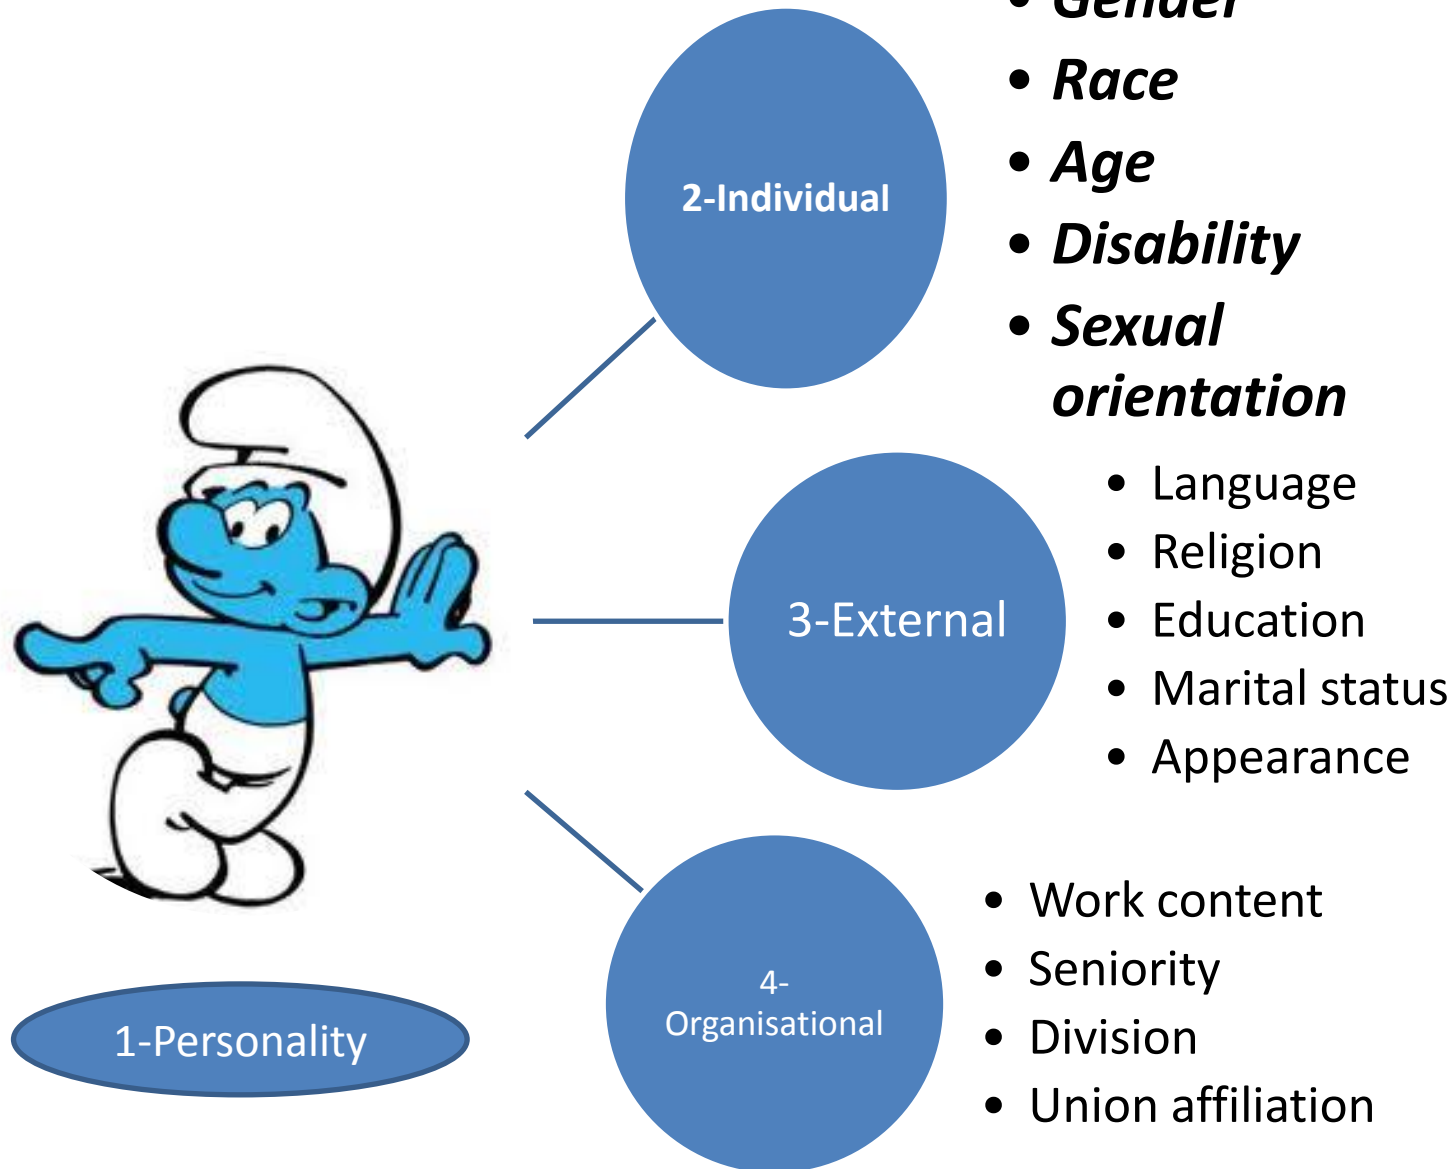 • Gender
• Race
2-Individual
• Age
• Disability
• Sexual
orientation
• Language
• Religion
3-External
• Education
• Marital status
• Appearance
• Work content
4-
Organisational
• Seniority
1-Personality
• Division
• Union affiliation